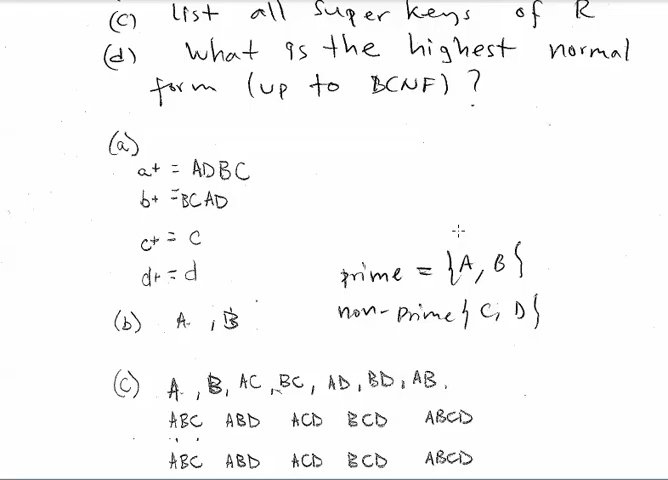 (c) List all super keys of R
(d) What is the highest normal
form (up to BCNF) ?
(a)
a+ = ADBC
b+ = BCAD
c+ = C
d+ = d
prime = {A, B}
non-prime { C, D}
(b) A , B
(C) A , B, AC , BC , AD , BD , AB ,
ABC ABD ACD BCD ABCD
ABC ABD ACD BCD ABCD